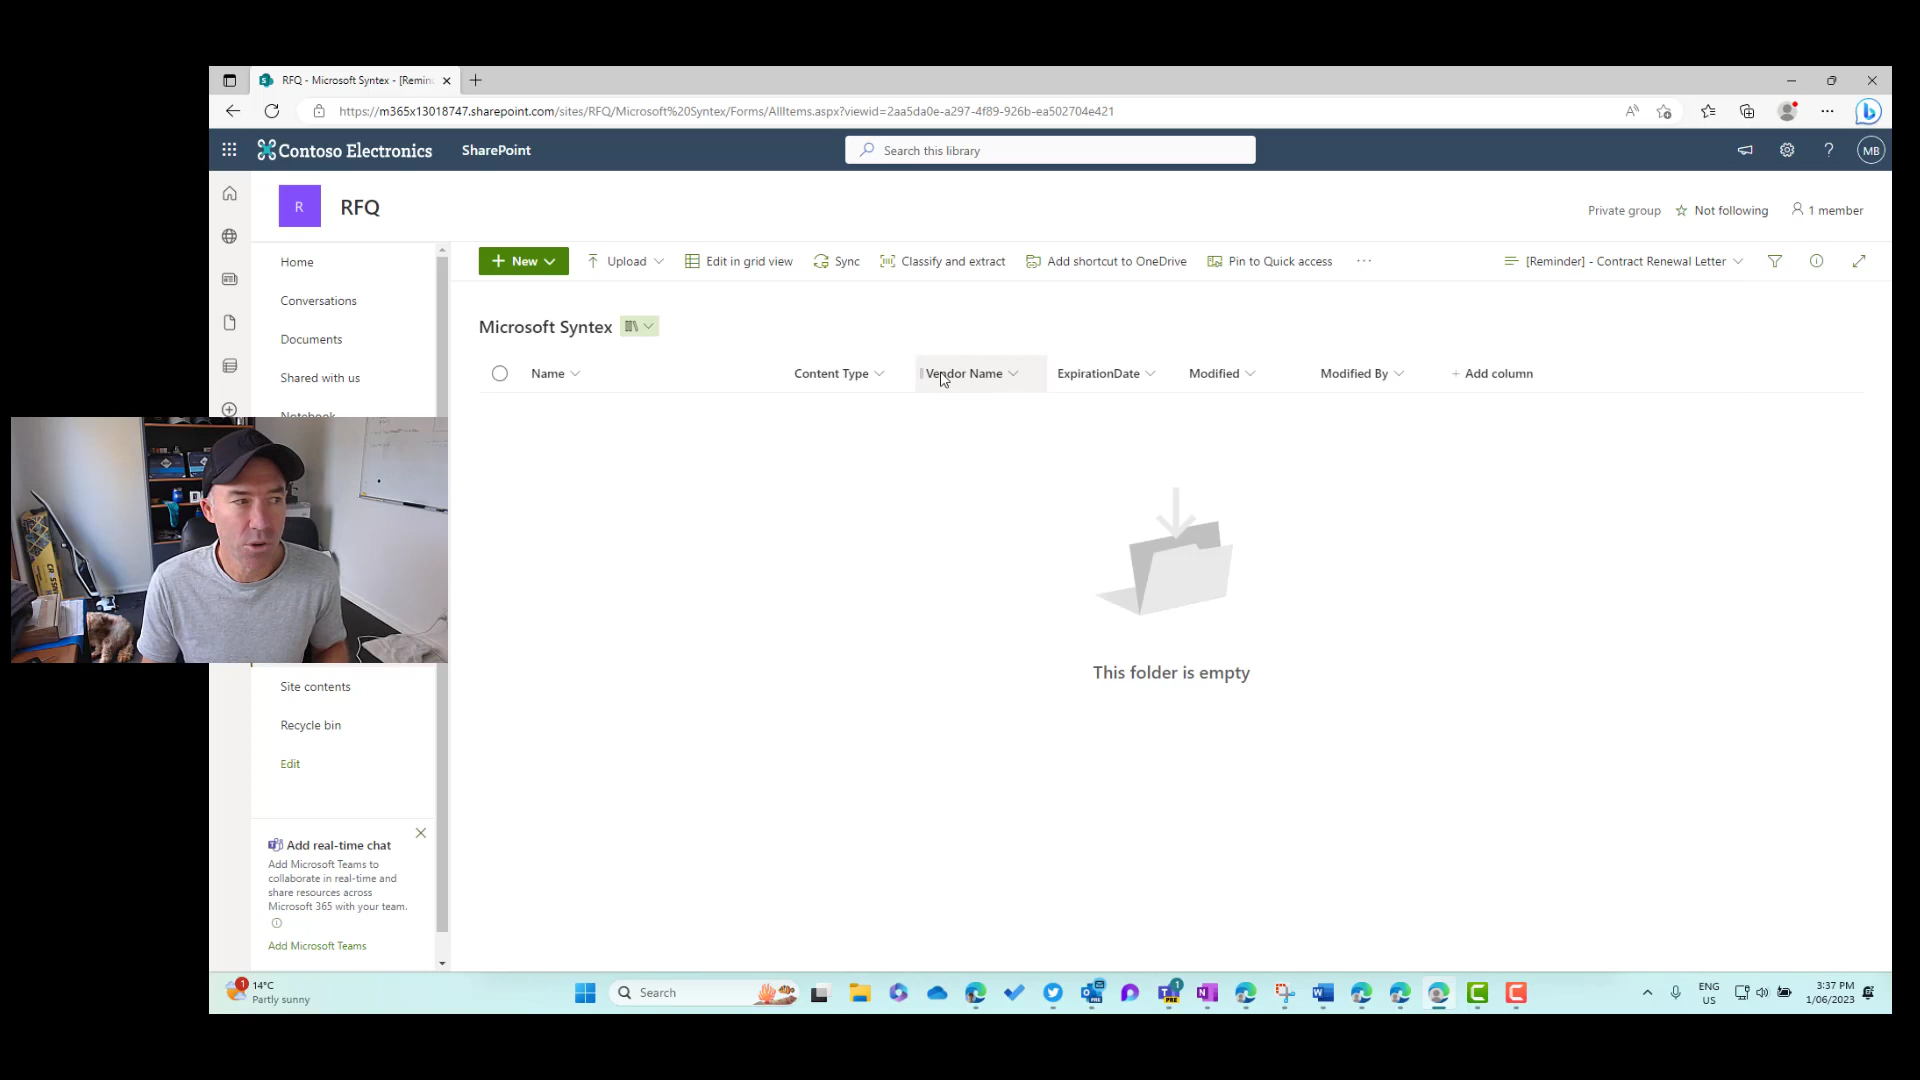 RFQ - Microsoft Syntex - [Remin
https://m365x13018747.sharepoint.com/sites/RFQ/Microsoft%20Syntex/Forms/AllItems.aspx?viewid=2aa5da0e-a297-4f89-926b-ea502704e421
Contoso Electronics SharePoint Search this library MB
R RFQ Private group Not following 1 member
New Upload Edit in grid view Sync Classify and extract Add shortcut to OneDrive Pin to Quick access ··· [Reminder] - Contract Renewal Letter
Home
Conversations
Documents
Shared with us
Notebook
Microsoft Syntex
Name Content Type Vendor Name ExpirationDate Modified Modified By + Add column
This folder is empty
Site contents
Recycle bin
Edit
Add real-time chat
Add Microsoft Teams to
collaborate in real-time and
share resources across
Microsoft 365 with your team.
Add Microsoft Teams
1 14°C
Partly sunny
Search
1
ENG
US
3:37 PM
1/06/2023